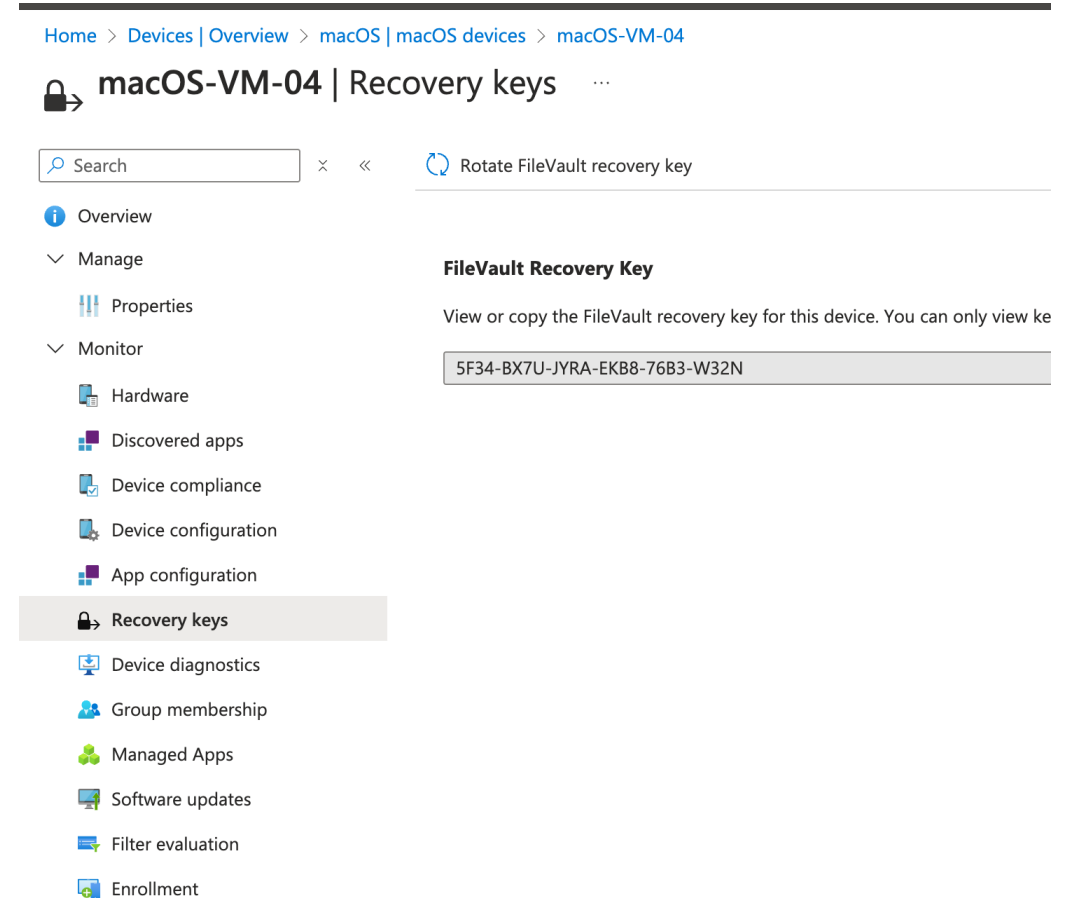 Home > Devices | Overview > macOS | macOS devices > macOS-VM-04
macOS-VM-04 | Recovery keys ...
Search
Rotate FileVault recovery key
Overview
Manage
Properties
Monitor
Hardware
Discovered apps
Device compliance
Device configuration
App configuration
Recovery keys
Device diagnostics
Group membership
Managed Apps
Software updates
Filter evaluation
Enrollment
FileVault Recovery Key
View or copy the FileVault recovery key for this device. You can only view ke
5F34-BX7U-JYRA-EKB8-76B3-W32N